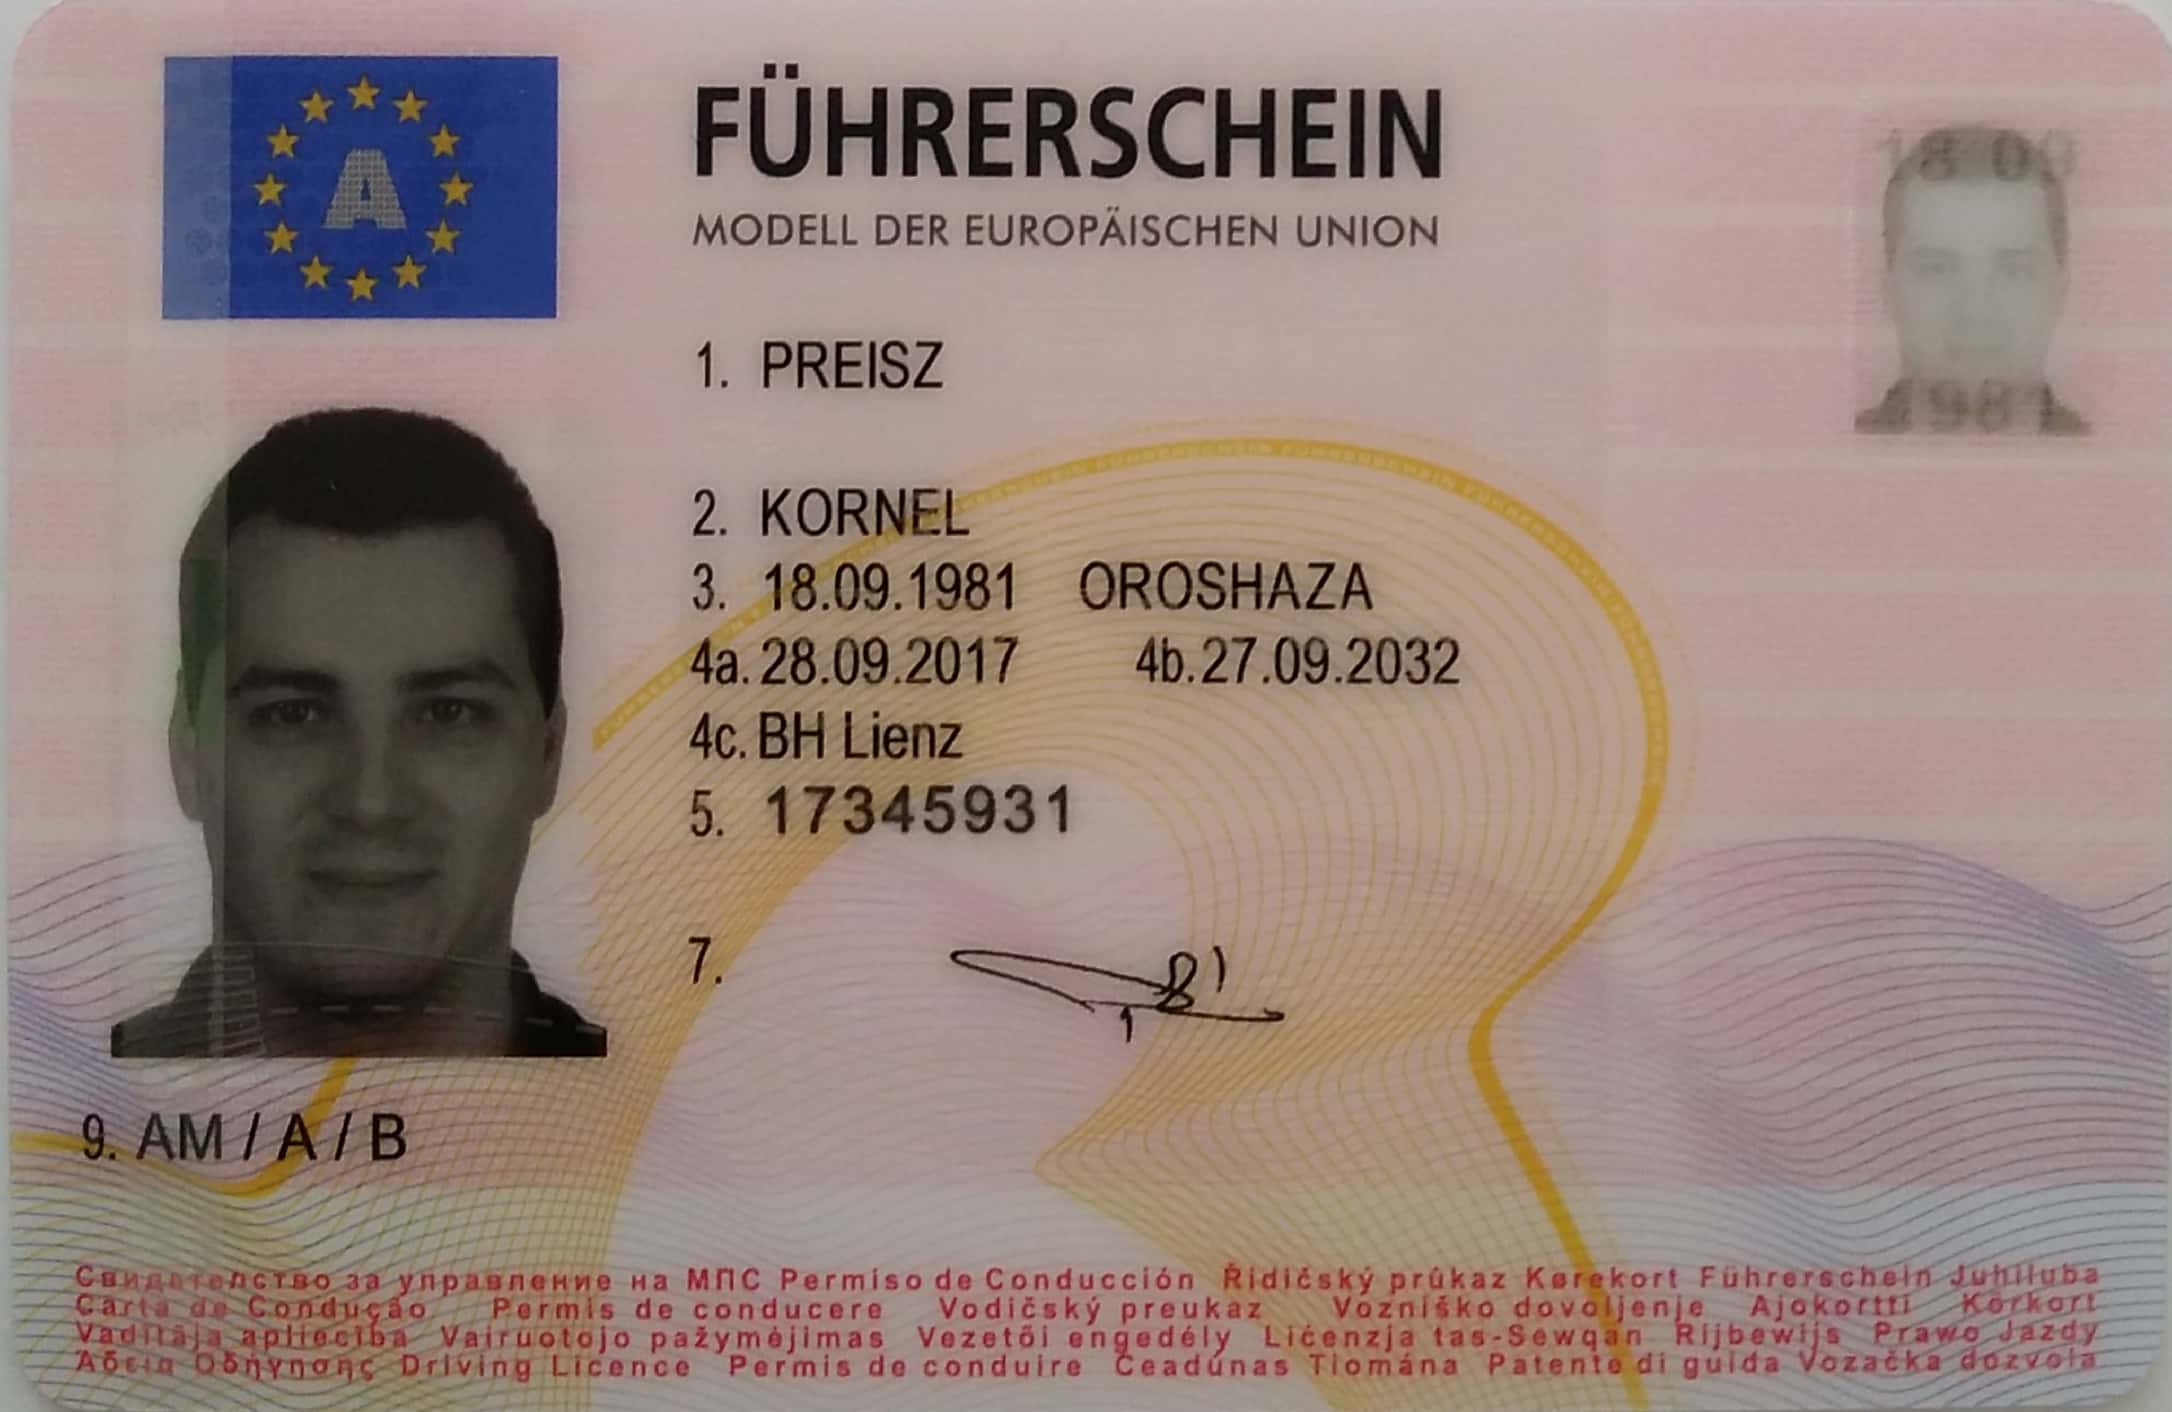 A
FÜHRERSCHEIN
MODELL DER EUROPÄISCHEN UNION
18 09
1981
1. PREISZ
2. KORNEL
3. 18.09.1981 OROSHAZA
4a. 28.09.2017 4b. 27.09.2032
4c. BH Lienz
5. 17345931
7.
9. AM / A / B
Свидетелство за управление на МПС Permiso de Conducción Řidičský průkaz Kørekort Führerschein Juhiluba
Carta de Condução Permis de conducere Vodičský preukaz Vozniško dovoljenje Ajokortti Körkort
Vadītāja apliecība Vairuotojo pažymėjimas Vezetői engedély Liċenzja tas-Sewqan Rijbewijs Prawo Jazdy
Άδεια Οδήγησης Driving Licence Permis de conduire Ceadúnas Tiomána Patente di guida Vozačka dozvola